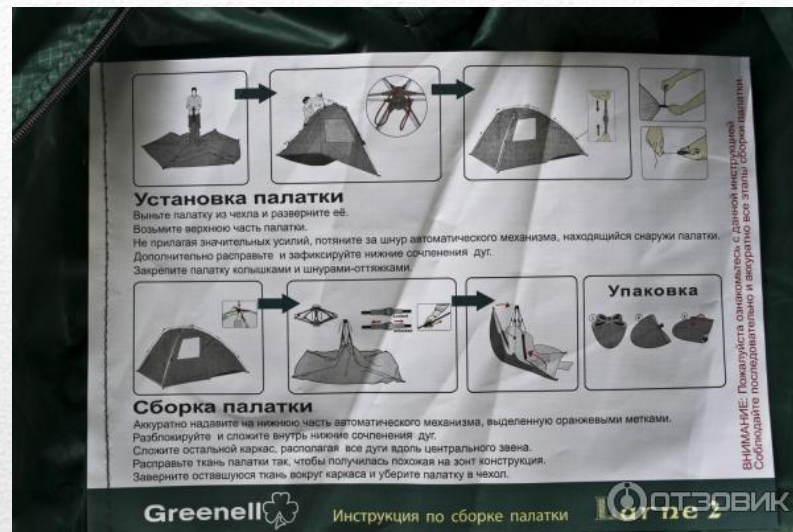 Установка палатки
Выньте палатку из чехла и разверните её.
Возьмите верхнюю часть палатки.
Не прилагая значительных усилий, потяните за шнур автоматического механизма, находящийся снаружи палатки.
Дополнительно расправьте и зафиксируйте нижние сочленения дуг.
Закрепите палатку колышками и шнурами-оттяжками.
Упаковка
Сборка палатки
Аккуратно надавите на нижнюю часть автоматического механизма, выделенную оранжевыми метками.
Разблокируйте и сложите внутрь нижние сочленения дуг.
Сложите остальной каркас, располагая все дуги вдоль центрального звена.
Расправьте ткань палатки так, чтобы получилась похожая на зонт конструкция.
Заверните оставшуюся ткань вокруг каркаса и уберите палатку в чехол.
ВНИМАНИЕ: Пожалуйста ознакомьтесь с данной инструкцией
Соблюдайте последовательно и аккуратно все этапы сборки палатки.
Greenell
Инструкция по сборке палатки
Larne 2
ОТЗОВИК